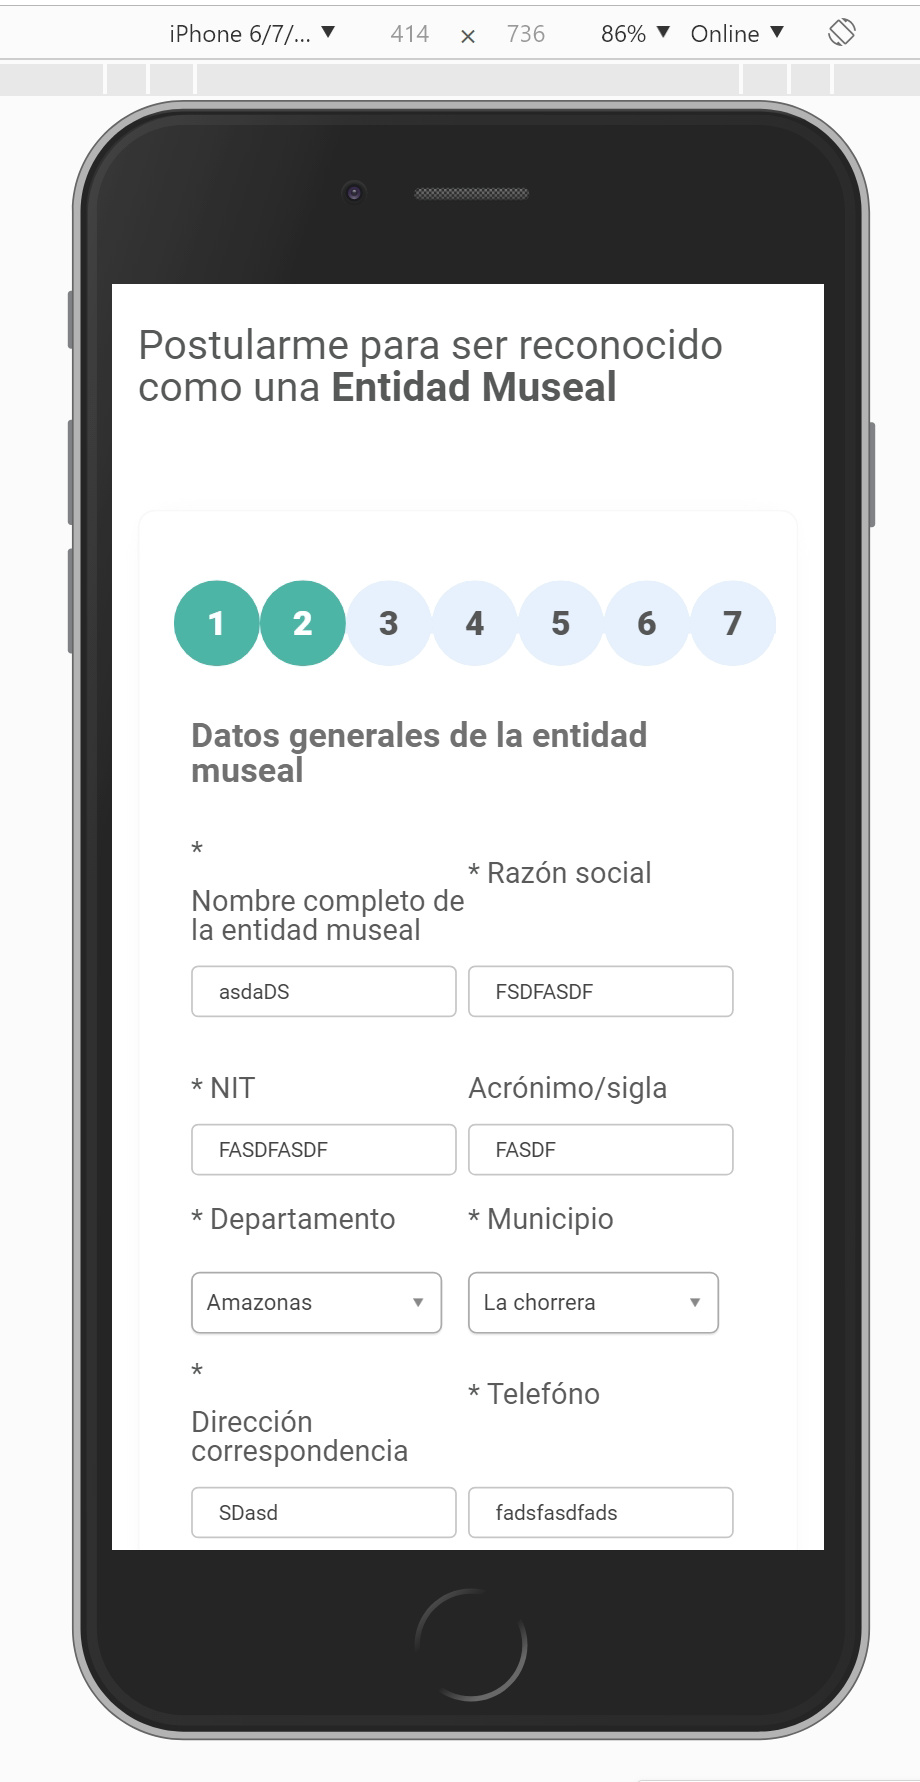 iPhone 6/7/... ▼ 414 × 736 86% ▼ Online ▼
Postularme para ser reconocido
como una Entidad Museal
1 2 3 4 5 6 7
Datos generales de la entidad
museal
*
Nombre completo de
la entidad museal
* Razón social
asdaDS FSDFASDF
* NIT Acrónimo/sigla
FASDFASDF FASDF
* Departamento * Municipio
Amazonas ▼ La chorrera ▼
*
Dirección
correspondencia
* Telefóno
SDasd fadsfasdfads